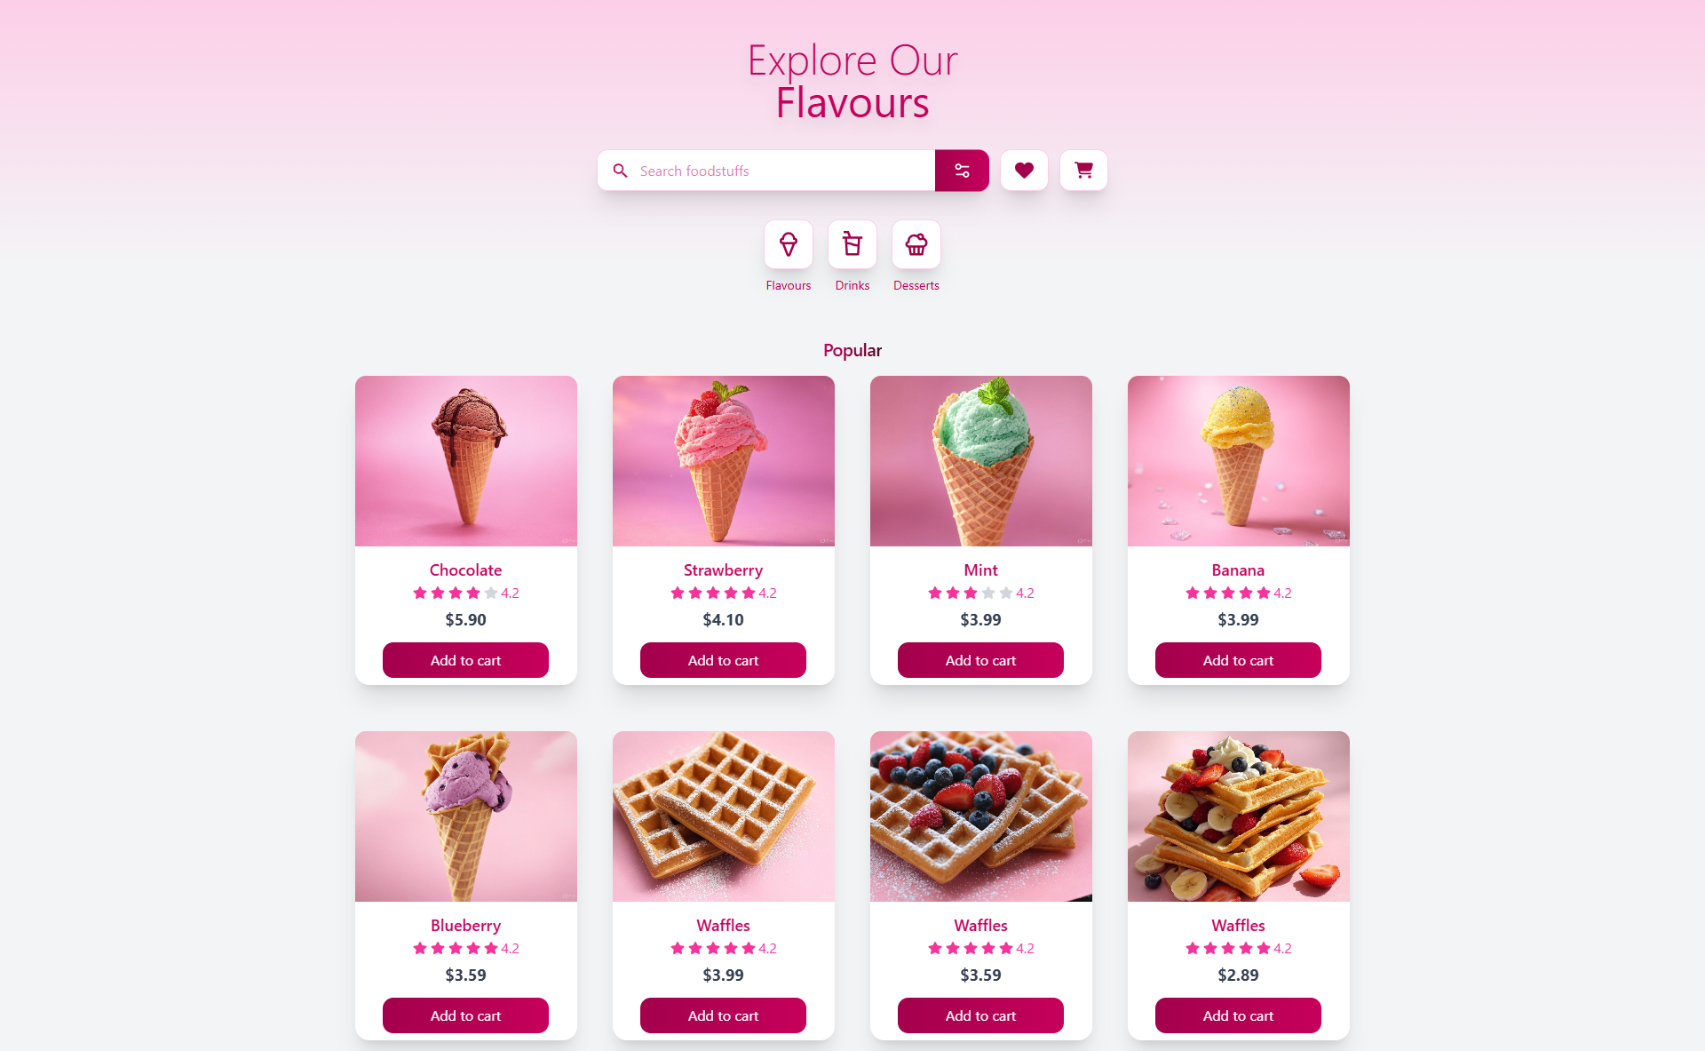 Explore Our
Flavours
Search foodstuffs
Flavours Drinks Desserts
Popular
Chocolate Strawberry Mint Banana
4.2 4.2 4.2 4.2
$5.90 $4.10 $3.99 $3.99
Add to cart Add to cart Add to cart Add to cart
Blueberry Waffles Waffles Waffles
4.2 4.2 4.2 4.2
$3.59 $3.99 $3.59 $2.89
Add to cart Add to cart Add to cart Add to cart